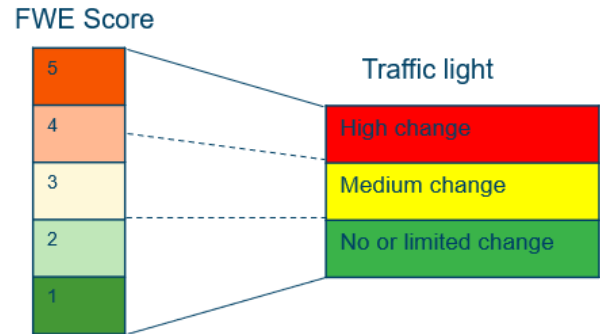 FWE Score
Traffic light
5
4
3
2
1
High change
Medium change
No or limited change